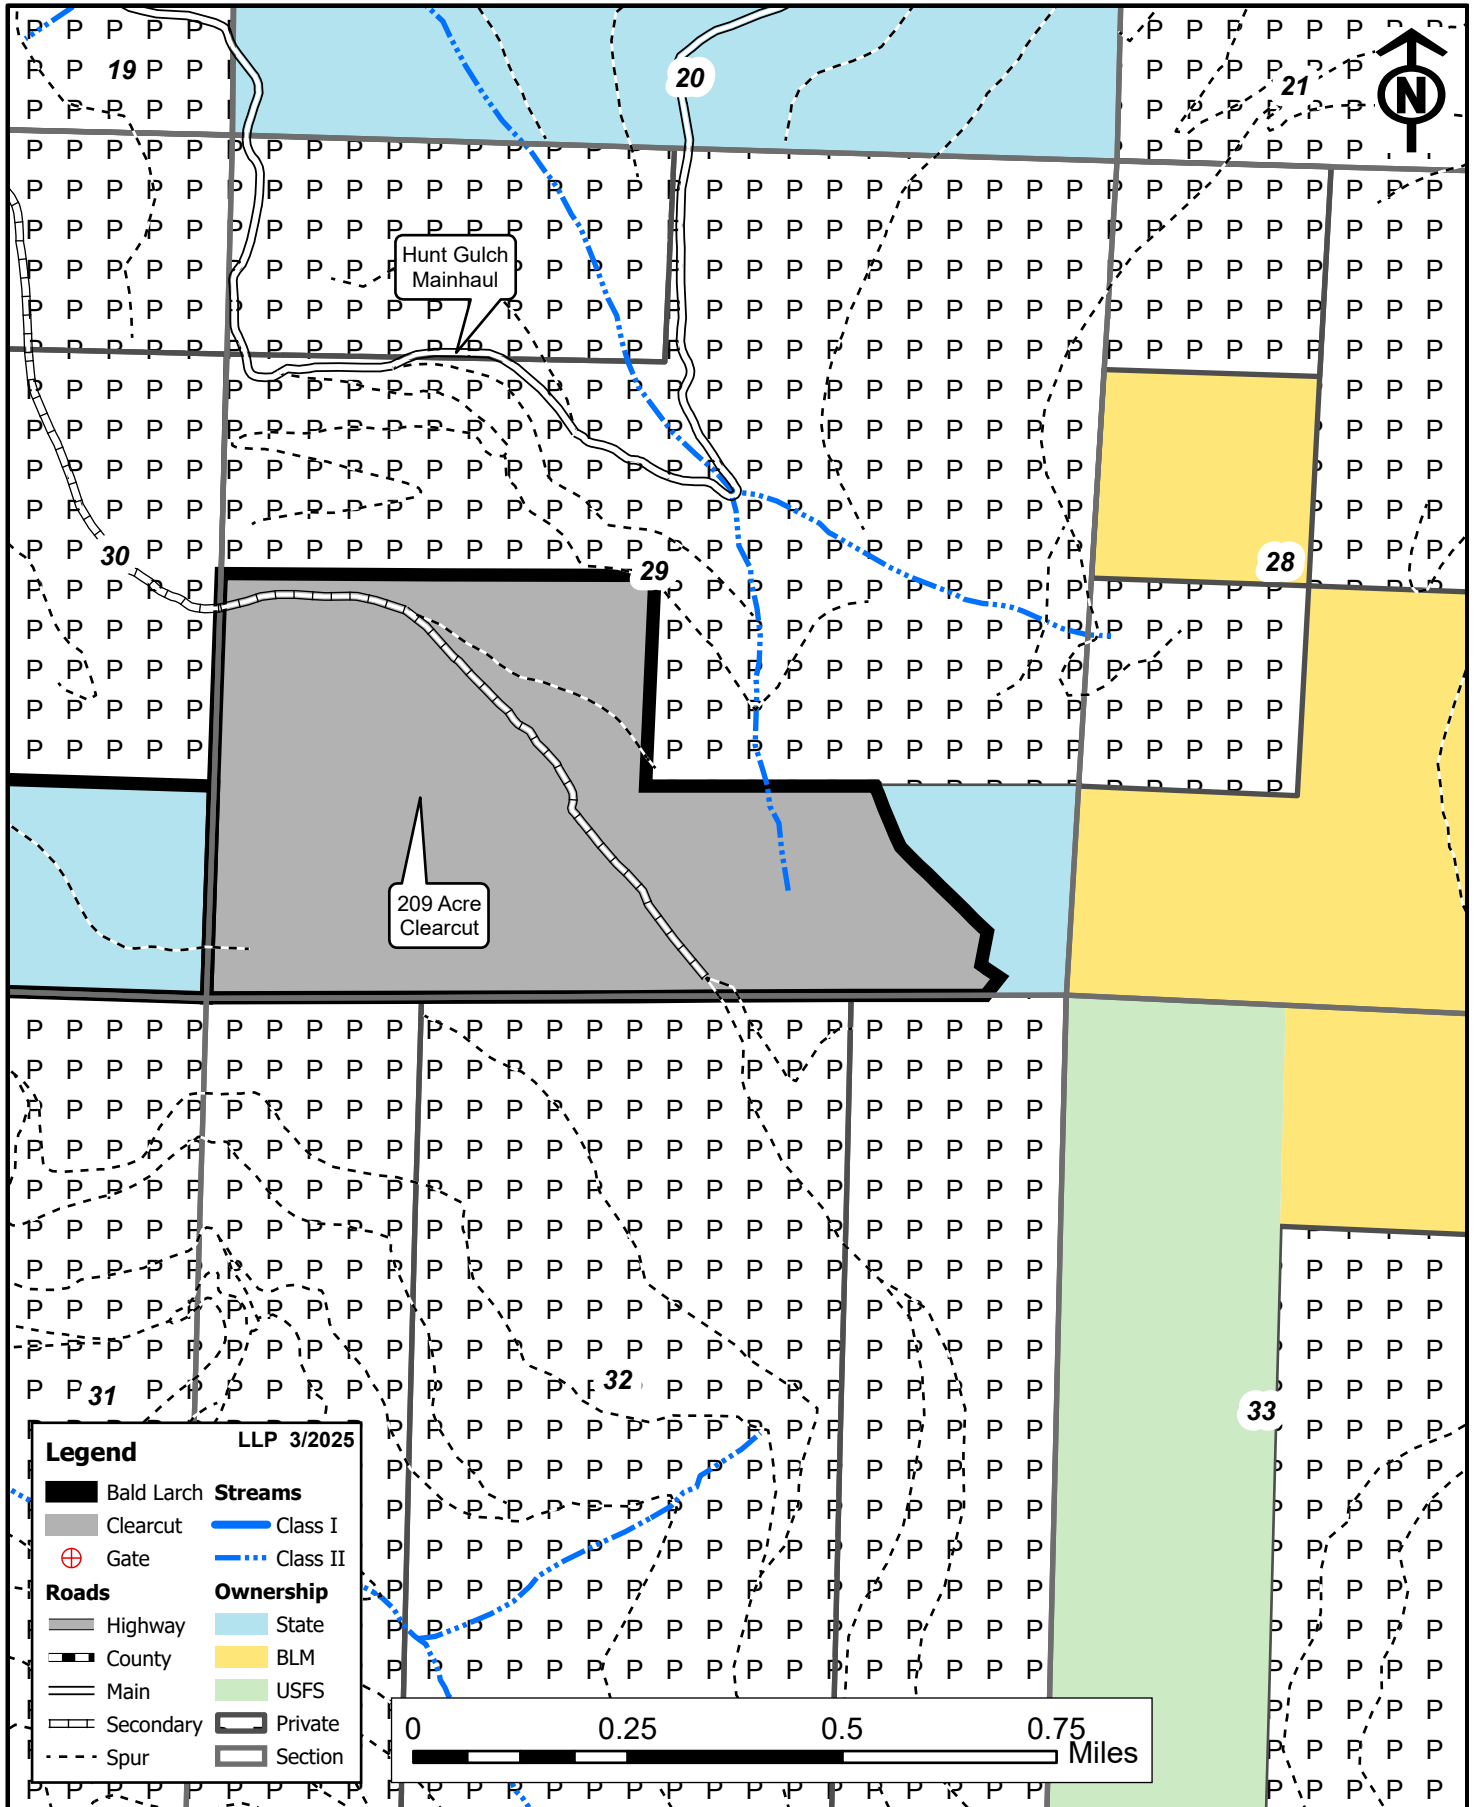 19
20
21
N
Hunt Gulch
Mainhaul
30
29
28
209 Acre
Clearcut
31
32
33
Legend
LLP 3/2025
Bald Larch
Clearcut
Gate
Roads
Highway
County
Main
Secondary
Spur
Streams
Class I
Class II
Ownership
State
BLM
USFS
Private
Section
0 0.25 0.5 0.75
Miles